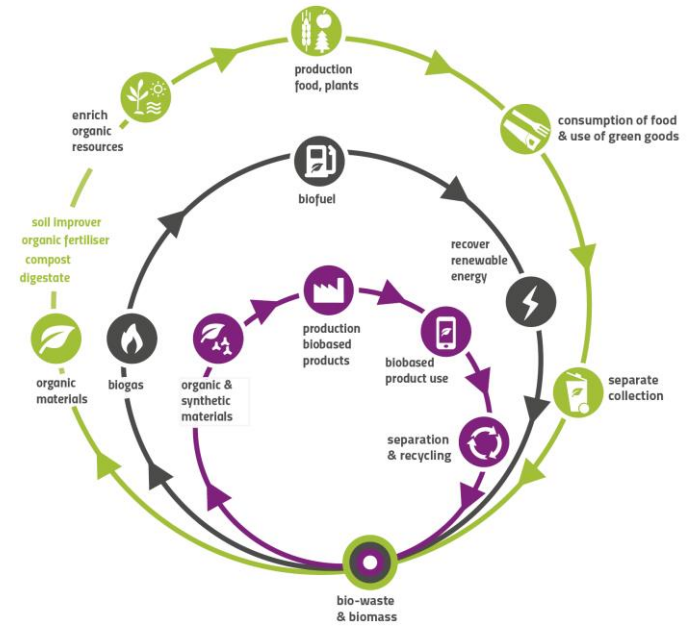 production
food, plants
enrich
organic
resources
consumption of food
& use of green goods
soil improver
organic fertiliser
compost
digestate
biofuel
recover
renewable
energy
production
biobased
products
biobased
product use
organic
materials
biogas
organic &
synthetic
materials
separate
collection
separation
& recycling
bio-waste
& biomass